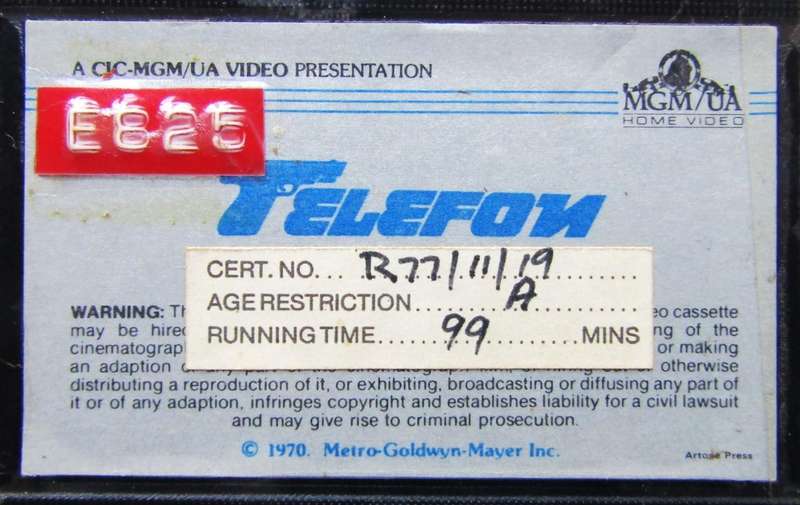 A CIC-MGM/UA VIDEO PRESENTATION
MGM/UA
HOME VIDEO
E825
TELEFON
CERT. NO... R77/11/19
AGE RESTRICTION.......A
RUNNING TIME.....99.....MINS
WARNING: eo cassette
may be hired ng of the
cinematograp or making
an adaption otherwise
distributing a reproduction of it, or exhibiting, broadcasting or diffusing any part of
it or of any adaption, infringes copyright and establishes liability for a civil lawsuit
and may give rise to criminal prosecution.
© 1970. Metro-Goldwyn-Mayer Inc.
Artone Press